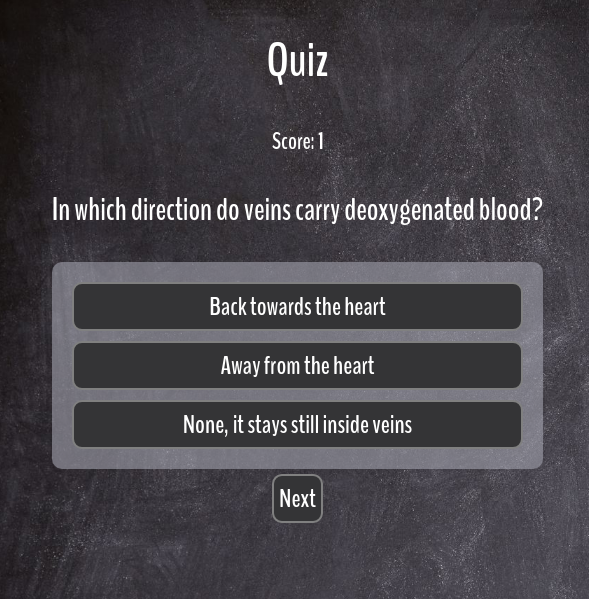 Quiz
Score: 1
In which direction do veins carry deoxygenated blood?
Back towards the heart
Away from the heart
None, it stays still inside veins
Next